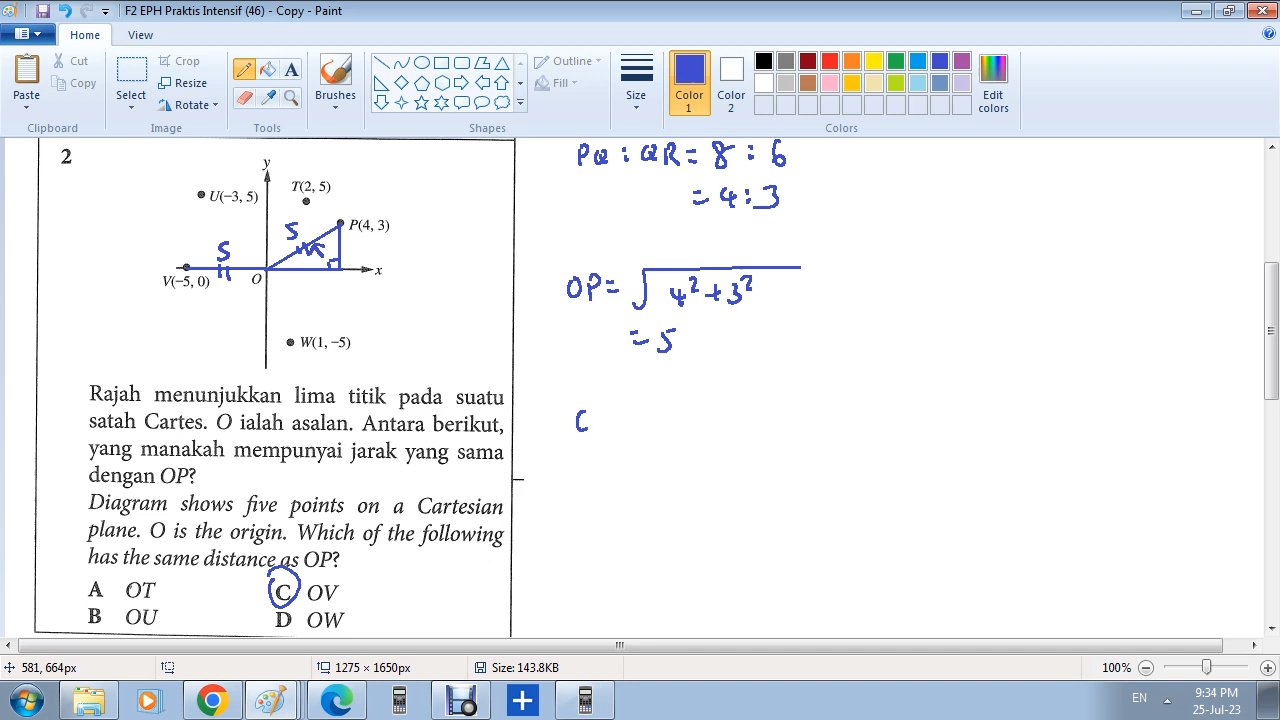 F2 EPH Praktis Intensif (46) - Copy - Paint
Home View
Paste Cut Copy Clipboard
Select Crop Resize Rotate Image
Tools
Brushes
Shapes Outline Fill
Size
Color 1 Color 2 Edit colors Colors
PQ : QR = 8 : 6
= 4 : 3
2
y
U(−3, 5)
T(2, 5)
P(4, 3)
5
5
V(−5, 0)
O
x
W(1, −5)
OP = √4² + 3²
= 5
Rajah menunjukkan lima titik pada suatu
satah Cartes. O ialah asalan. Antara berikut,
yang manakah mempunyai jarak yang sama
dengan OP?
Diagram shows five points on a Cartesian
plane. O is the origin. Which of the following
has the same distance as OP?
A OT C OV
B OU D OW
C
581, 664px 1275 × 1650px Size: 143.8KB 100%
EN 9:34 PM
25-Jul-23